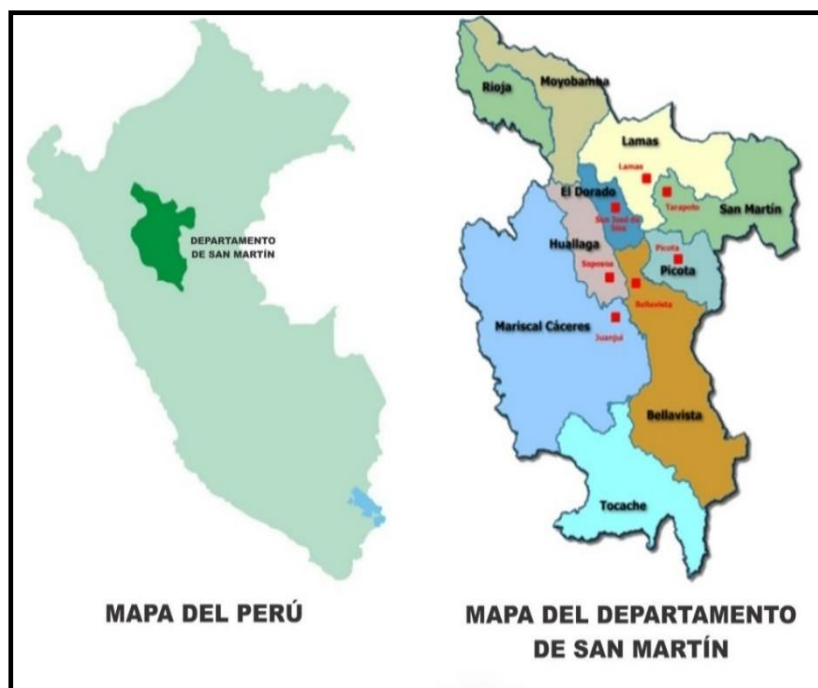 DEPARTAMENTO
DE SAN MARTÍN
MAPA DEL PERÚ
Moyobamba
Rioja
Lamas
Lamas
El Dorado
Tarapoto
San Martín
San José de
Sisa
Huallaga
Picota
Picota
Saposoa
Bellavista
Mariscal Cáceres
Juanjuí
Bellavista
Tocache
MAPA DEL DEPARTAMENTO
DE SAN MARTÍN